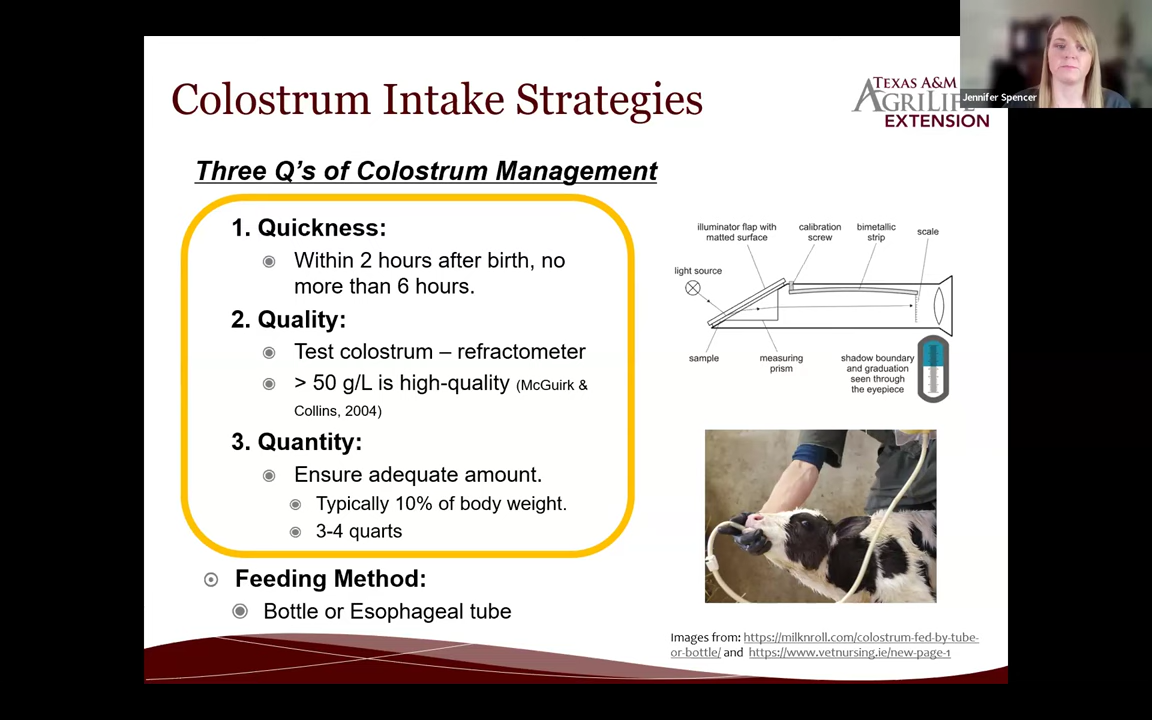 Colostrum Intake Strategies
TEXAS A&M
AGRILIFE
EXTENSION
Jennifer Spencer
Three Q's of Colostrum Management
1. Quickness:
Within 2 hours after birth, no
more than 6 hours.
2. Quality:
Test colostrum – refractometer
> 50 g/L is high-quality (McGuirk &
Collins, 2004)
3. Quantity:
Ensure adequate amount.
Typically 10% of body weight.
3-4 quarts
Feeding Method:
Bottle or Esophageal tube
illuminator flap with
matted surface
calibration
screw
bimetallic
strip
scale
light source
sample
measuring
prism
shadow boundary
and graduation
seen through
the eyepiece
Images from: https://milknroll.com/colostrum-fed-by-tube-
or-bottle/ and https://www.vetnursing.ie/new-page-1